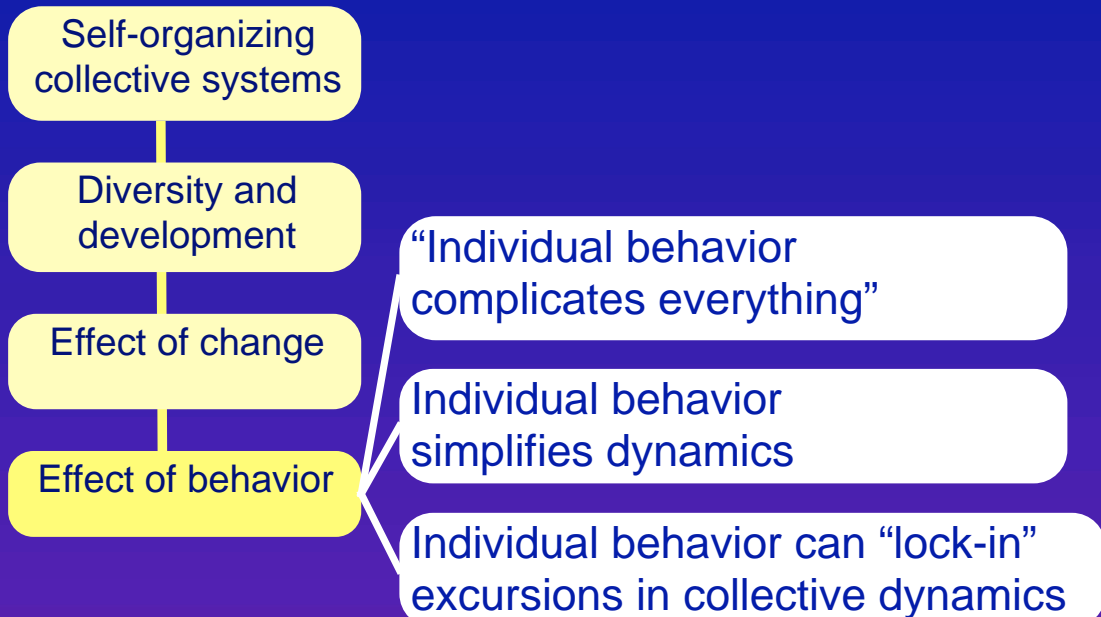 Self-organizing
collective systems
Diversity and
development
Effect of change
Effect of behavior
“Individual behavior
complicates everything”
Individual behavior
simplifies dynamics
Individual behavior can “lock-in”
excursions in collective dynamics